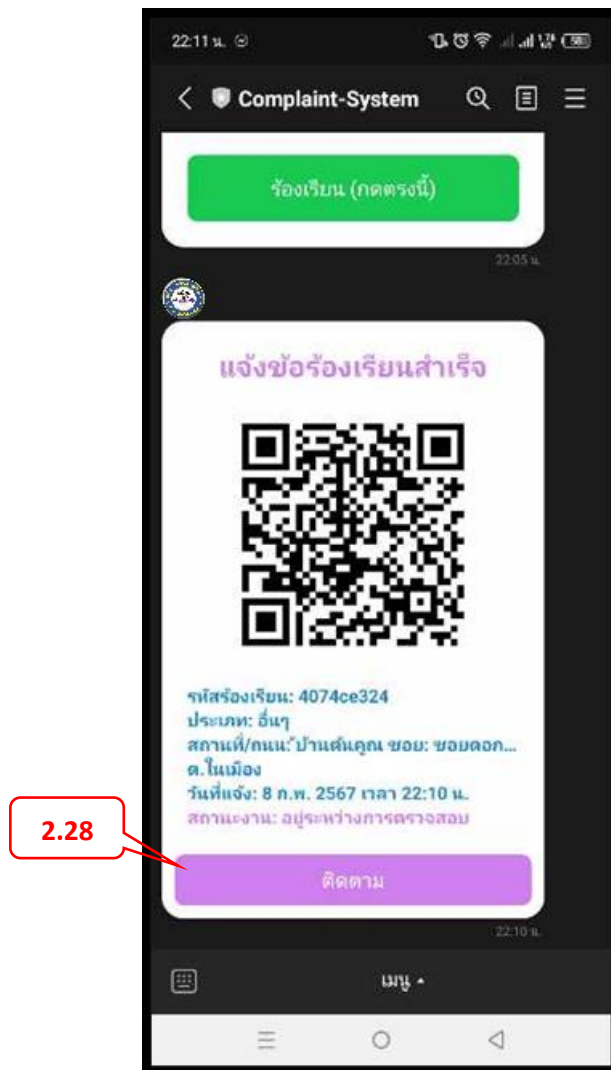 22:11 น.
58
Complaint-System
ร้องเรียน (กดตรงนี้)
22:05 น.
แจ้งข้อร้องเรียนสำเร็จ
รหัสร้องเรียน: 4074ce324
ประเภท: อื่นๆ
สถานที่/ถนน: บ้านต้นคูณ ซอย: ซอยดอก...
ต.ในเมือง
วันที่แจ้ง: 8 ก.พ. 2567 เวลา 22:10 น.
สถานะงาน: อยู่ระหว่างการตรวจสอบ
2.28
ติดตาม
22:10 น.
เมนู